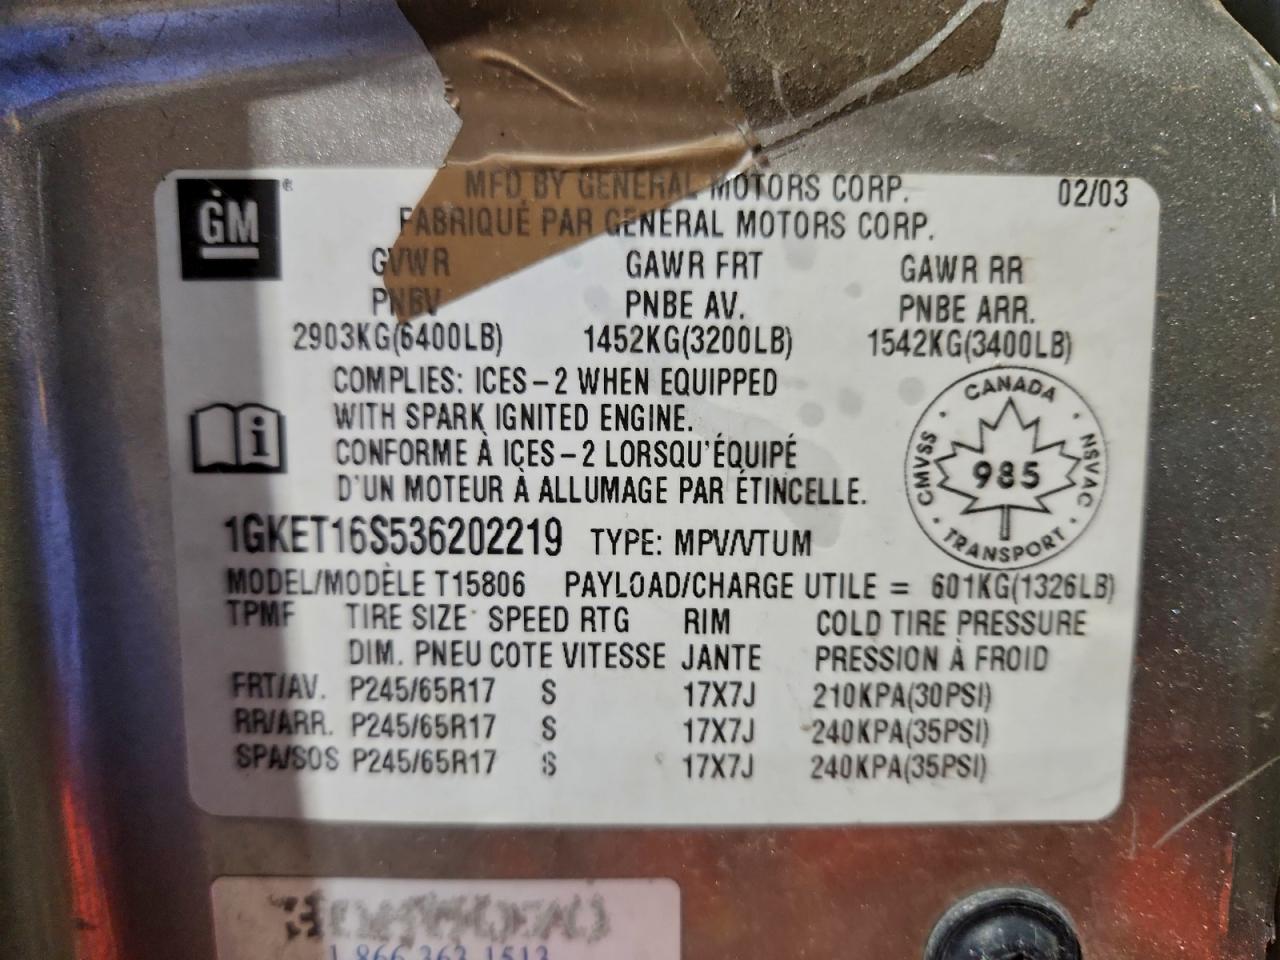 GM ®
MFD BY GENERAL MOTORS CORP. 02/03
FABRIQUÉ PAR GENERAL MOTORS CORP.
GVWR GAWR FRT GAWR RR
PNBV PNBE AV. PNBE ARR.
2903KG(6400LB) 1452KG(3200LB) 1542KG(3400LB)
COMPLIES: ICES-2 WHEN EQUIPPED
WITH SPARK IGNITED ENGINE.
CONFORME À ICES-2 LORSQU'ÉQUIPÉ
D'UN MOTEUR À ALLUMAGE PAR ÉTINCELLE.
i
CANADA
CMVSS 985 NSVAC
TRANSPORT
1GKET16S536202219 TYPE: MPV/VTUM
MODEL/MODÈLE T15806 PAYLOAD/CHARGE UTILE = 601KG(1326LB)
TPMF TIRE SIZE SPEED RTG RIM COLD TIRE PRESSURE
DIM. PNEU COTE VITESSE JANTE PRESSION À FROID
FRT/AV. P245/65R17 S 17X7J 210KPA(30PSI)
RR/ARR. P245/65R17 S 17X7J 240KPA(35PSI)
SPA/SOS P245/65R17 S 17X7J 240KPA(35PSI)
1 866 363 1513